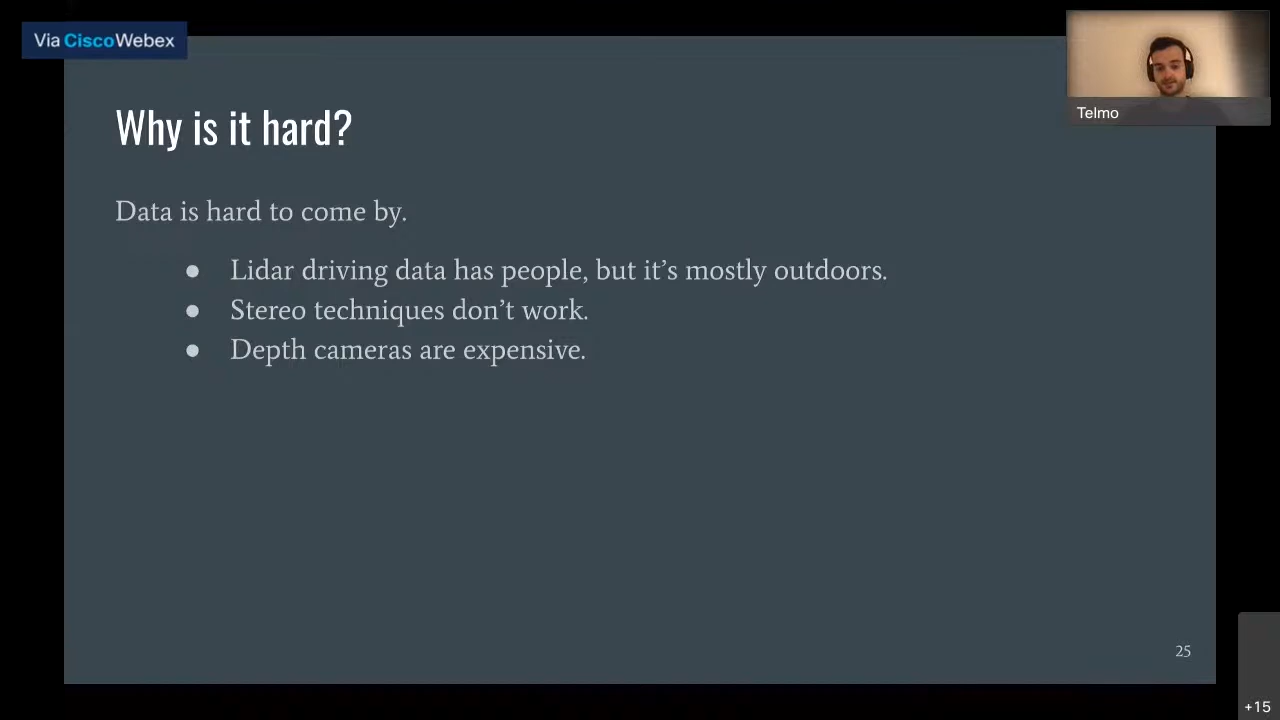 Via CiscoWebex
Telmo
Why is it hard?
Data is hard to come by.
● Lidar driving data has people, but it’s mostly outdoors.
● Stereo techniques don’t work.
● Depth cameras are expensive.
25
+15